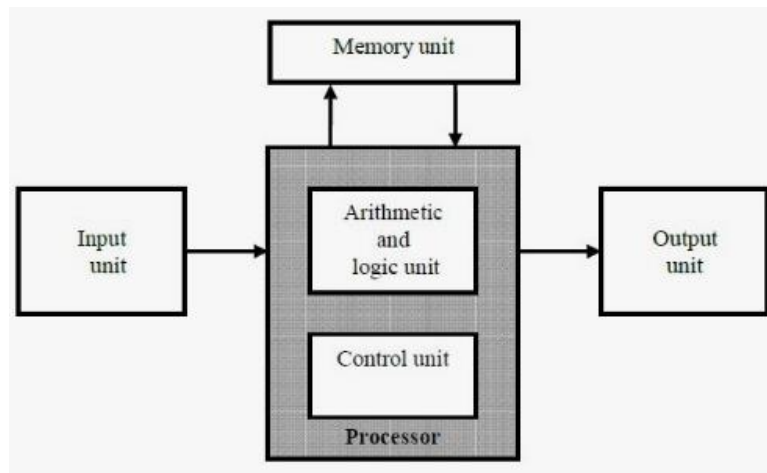 Memory unit
Input
unit
Arithmetic
and
logic unit
Output
unit
Control unit
Processor